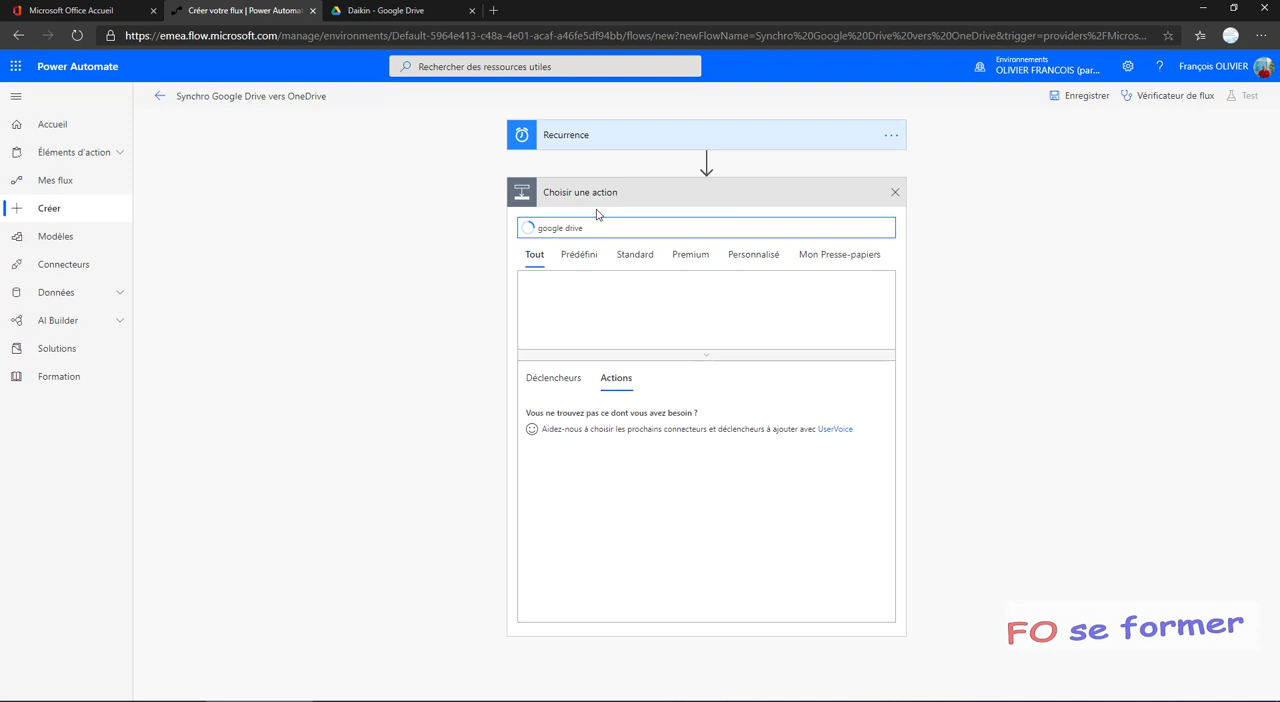 Microsoft Office Accueil
Créer votre flux | Power Automat
Daikin - Google Drive
https://emea.flow.microsoft.com/manage/environments/Default-5964e413-c48a-4e01-acaf-a46fe5df94bb/flows/new?newFlowName=Synchro%20Google%20Drive%20vers%20OneDrive&trigger=providers%2FMicros...
Power Automate
Rechercher des ressources utiles
Environnements
OLIVIER FRANCOIS (par...
?
François OLIVIER
Synchro Google Drive vers OneDrive
Enregistrer
Vérificateur de flux
Test
Accueil
Éléments d'action
Mes flux
Créer
Modèles
Connecteurs
Données
AI Builder
Solutions
Formation
Recurrence
...
Choisir une action
google drive
Tout
Prédéfini
Standard
Premium
Personnalisé
Mon Presse-papiers
Déclencheurs
Actions
Vous ne trouvez pas ce dont vous avez besoin ?
Aidez-nous à choisir les prochains connecteurs et déclencheurs à ajouter avec UserVoice
FO se former